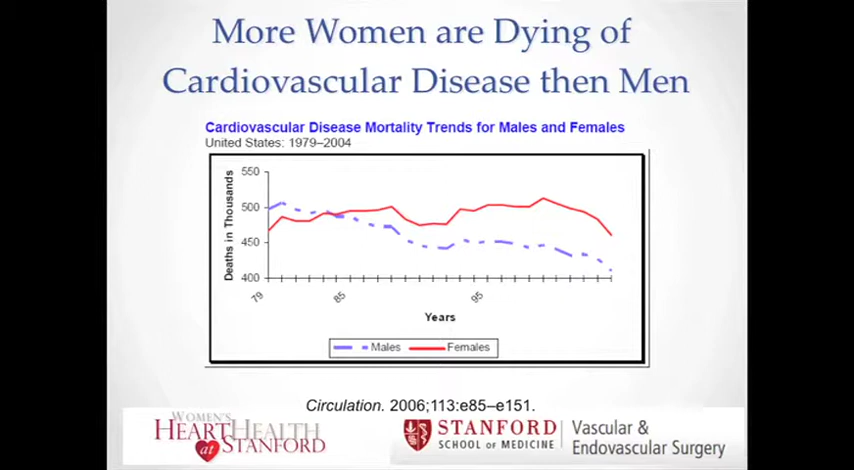 More Women are Dying of
Cardiovascular Disease then Men
Cardiovascular Disease Mortality Trends for Males and Females
United States: 1979–2004
Deaths in Thousands
550
500
450
400
79
85
95
Years
Males
Females
Circulation. 2006;113:e85–e151.
WOMEN'S
HEARTHEALTH
at STANFORD
STANFORD
SCHOOL OF MEDICINE
Vascular &
Endovascular Surgery